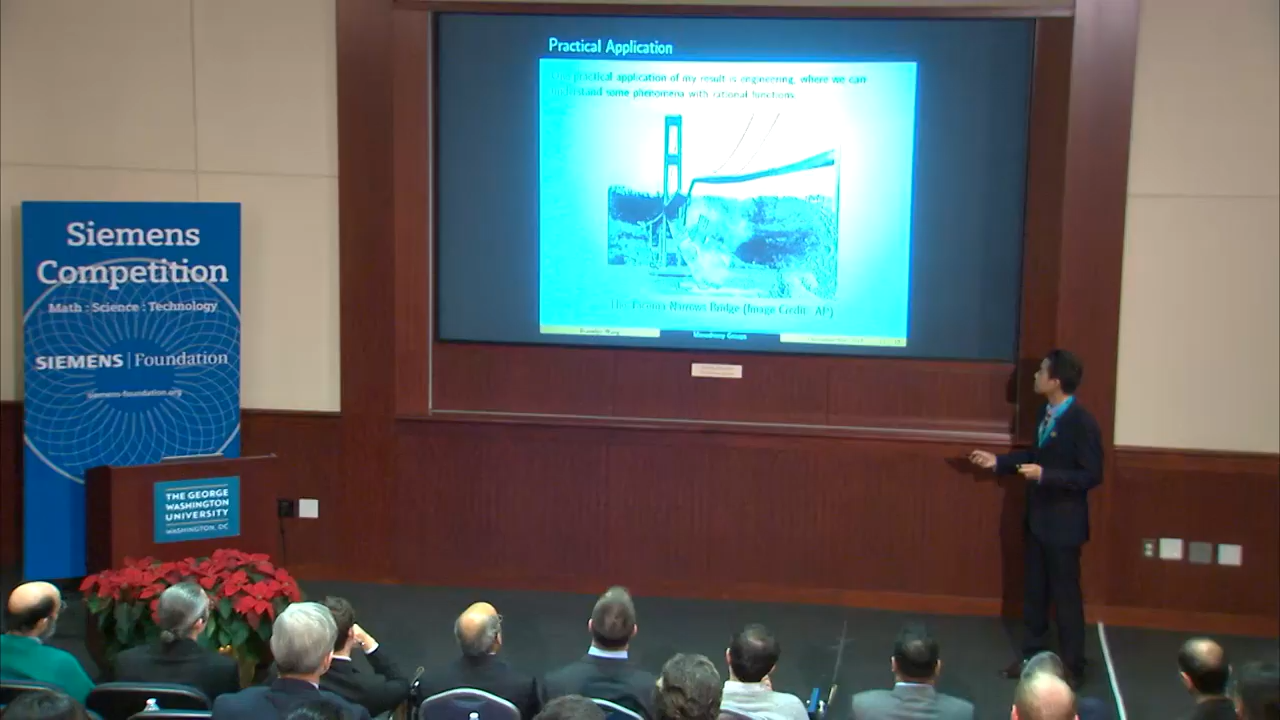 Practical Application
practical application of my result is engineering, where we can
understand some phenomena with rational functions.
The Tacoma Narrows Bridge (Image Credit: AP)
Siemens
Competition
Math : Science : Technology
SIEMENS | Foundation
siemens-foundation.org
THE GEORGE
WASHINGTON
UNIVERSITY
WASHINGTON, DC